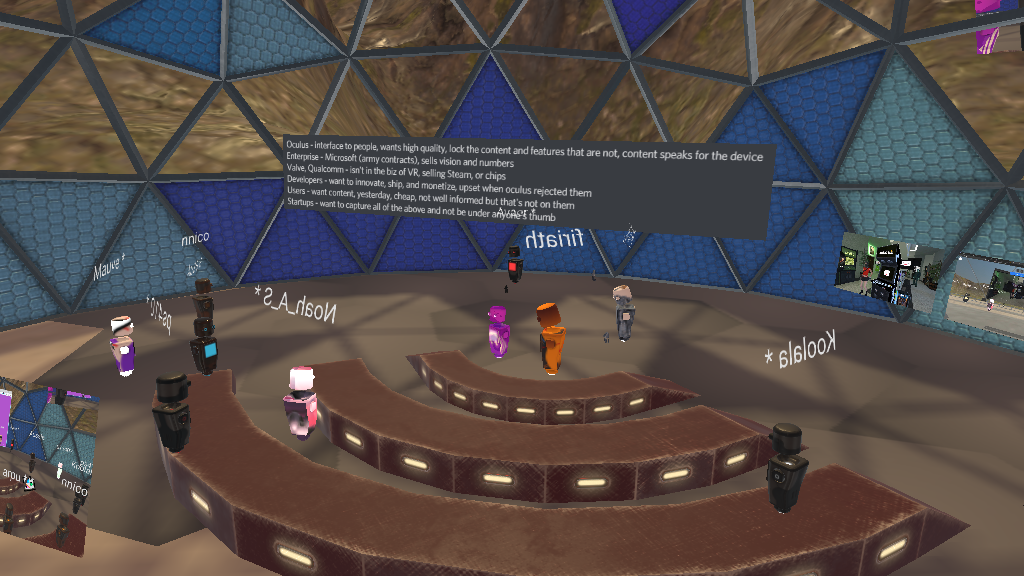 Oculus - interface to people, wants high quality, lock the content and features that are not, content speaks for the device
Enterprise - Microsoft (army contracts), sells vision and numbers
Valve, Qualcomm - isn't in the biz of VR, selling Steam, or chips
Developers - want to innovate, ship, and monetize, upset when oculus rejected them
Users - want content, yesterday, cheap, not well informed but that's not on them
Startups - want to capture all of the above and not be under anyone's thumb
firiath
nnico
Mauve *
Noah_A_S *
Koolala *
nnico